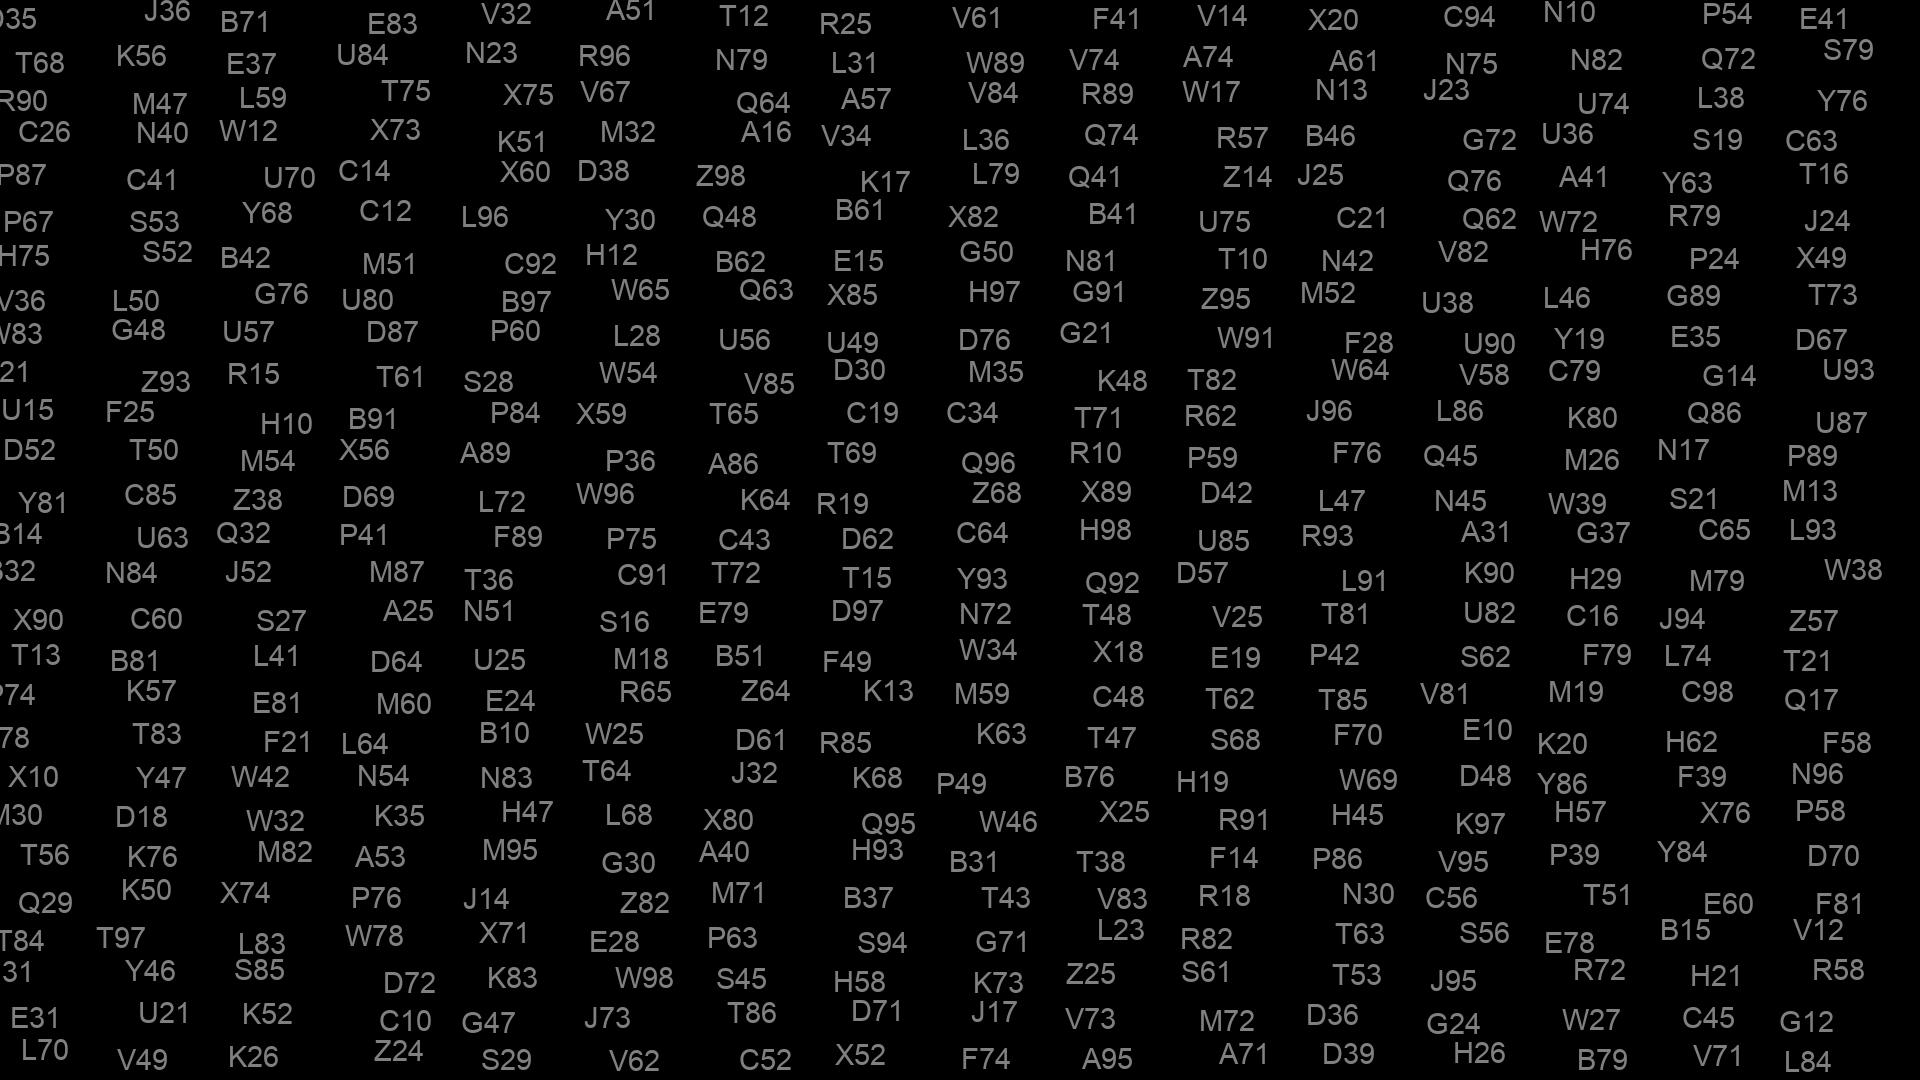 J36 B71 E83 V32 A51 T12 R25 V61 F41 V14 X20 C94 N10 P54 E41
T68 K56 E37 U84 N23 R96 N79 L31 W89 V74 A74 A61 N75 N82 Q72 S79
R90 M47 L59 T75 X75 V67 Q64 A57 V84 R89 W17 N13 J23 U74 L38 Y76
C26 N40 W12 X73 K51 M32 A16 V34 L36 Q74 R57 B46 G72 U36 S19 C63
P87 C41 U70 C14 X60 D38 Z98 K17 L79 Q41 Z14 J25 Q76 A41 Y63 T16
P67 S53 Y68 C12 L96 Y30 Q48 B61 X82 B41 U75 C21 Q62 W72 R79 J24
H75 S52 B42 M51 C92 H12 B62 E15 G50 N81 T10 N42 V82 H76 P24 X49
V36 L50 G76 U80 B97 W65 Q63 X85 H97 G91 Z95 M52 U38 L46 G89 T73
W83 G48 U57 D87 P60 L28 U56 U49 D76 G21 W91 F28 U90 Y19 E35 D67
21 Z93 R15 T61 S28 W54 V85 D30 M35 K48 T82 W64 V58 C79 G14 U93
U15 F25 H10 B91 P84 X59 T65 C19 C34 T71 R62 J96 L86 K80 Q86 U87
D52 T50 M54 X56 A89 P36 A86 T69 Q96 R10 P59 F76 Q45 M26 N17 P89
Y81 C85 Z38 D69 L72 W96 K64 R19 Z68 X89 D42 L47 N45 W39 S21 M13
B14 U63 Q32 P41 F89 P75 C43 D62 C64 H98 U85 R93 A31 G37 C65 L93
32 N84 J52 M87 T36 C91 T72 T15 Y93 Q92 D57 L91 K90 H29 M79 W38
X90 C60 S27 A25 N51 S16 E79 D97 N72 T48 V25 T81 U82 C16 J94 Z57
T13 B81 L41 D64 U25 M18 B51 F49 W34 X18 E19 P42 S62 F79 L74 T21
P74 K57 E81 M60 E24 R65 Z64 K13 M59 C48 T62 T85 V81 M19 C98 Q17
78 T83 F21 L64 B10 W25 D61 R85 K63 T47 S68 F70 E10 K20 H62 F58
X10 Y47 W42 N54 N83 T64 J32 K68 P49 B76 H19 W69 D48 Y86 F39 N96
M30 D18 W32 K35 H47 L68 X80 Q95 W46 X25 R91 H45 K97 H57 X76 P58
T56 K76 M82 A53 M95 G30 A40 H93 B31 T38 F14 P86 V95 P39 Y84 D70
Q29 K50 X74 P76 J14 Z82 M71 B37 T43 V83 R18 N30 C56 T51 E60 F81
T84 T97 L83 W78 X71 E28 P63 S94 G71 L23 R82 T63 S56 E78 B15 V12
31 Y46 S85 D72 K83 W98 S45 H58 K73 Z25 S61 T53 J95 R72 H21 R58
E31 U21 K52 C10 G47 J73 T86 D71 J17 V73 M72 D36 G24 W27 C45 G12
L70 V49 K26 Z24 S29 V62 C52 X52 F74 A95 A71 D39 H26 B79 V71 L84